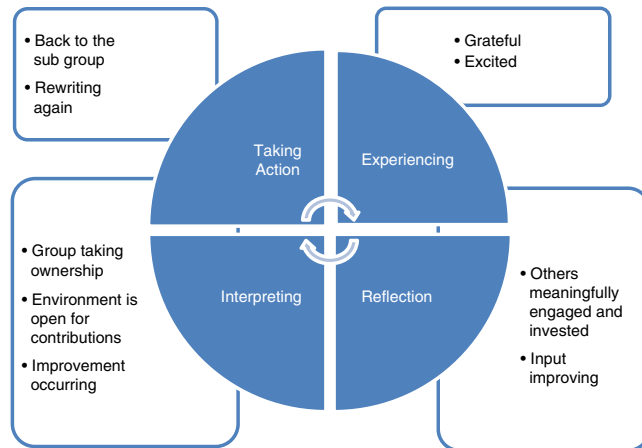 • Back to the
sub group
• Rewriting
again
• Grateful
• Excited
Taking
Action
Experiencing
Interpreting
Reflection
• Group taking
ownership
• Environment is
open for
contributions
• Improvement
occurring
• Others
meaningfully
engaged and
invested
• Input
improving